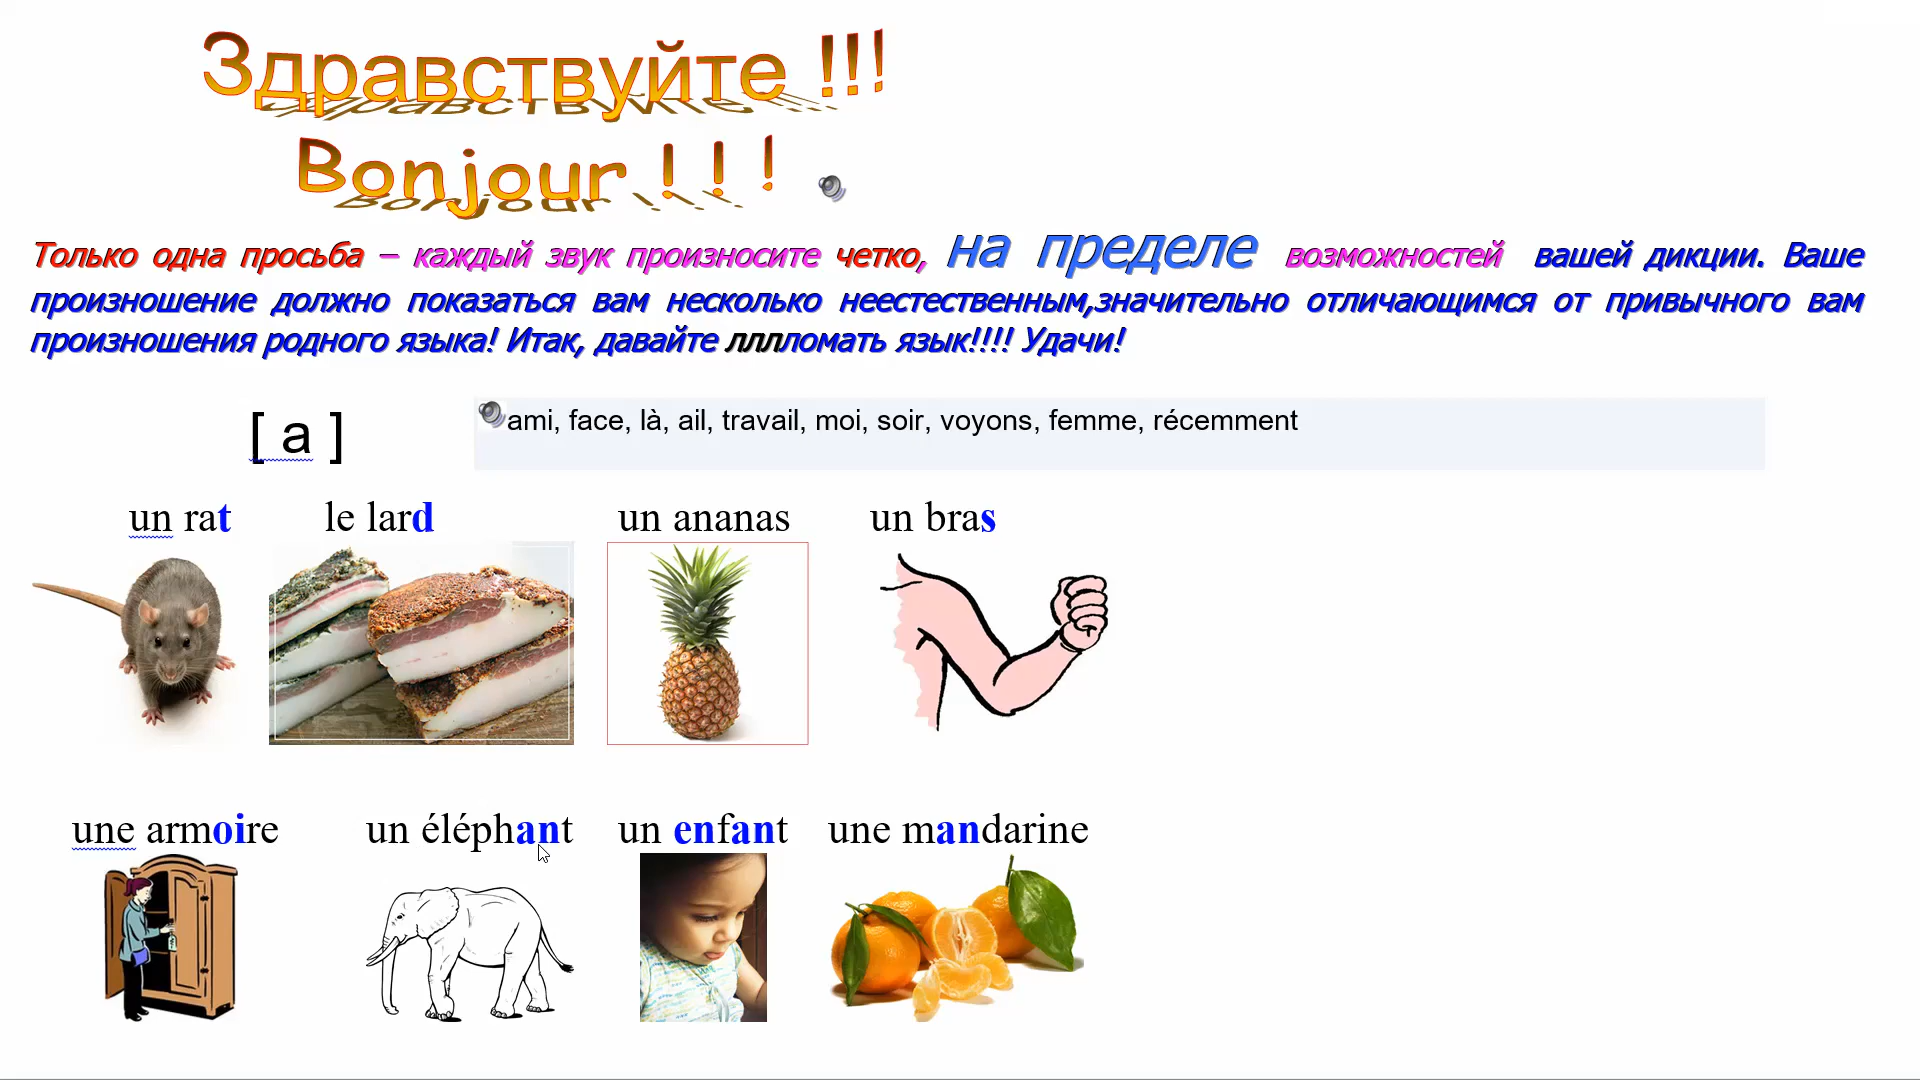 Здравствуйте !!!
Bonjour ! ! !
Только одна просьба – каждый звук произносите четко, на пределе возможностей вашей дикции. Ваше
произношение должно показаться вам несколько неестественным,значительно отличающимся от привычного вам
произношения родного языка! Итак, давайте лллломать язык!!!! Удачи!
[ a ]
ami, face, là, ail, travail, moi, soir, voyons, femme, récemment
un rat le lard un ananas un bras
une armoire un éléphant un enfant une mandarine